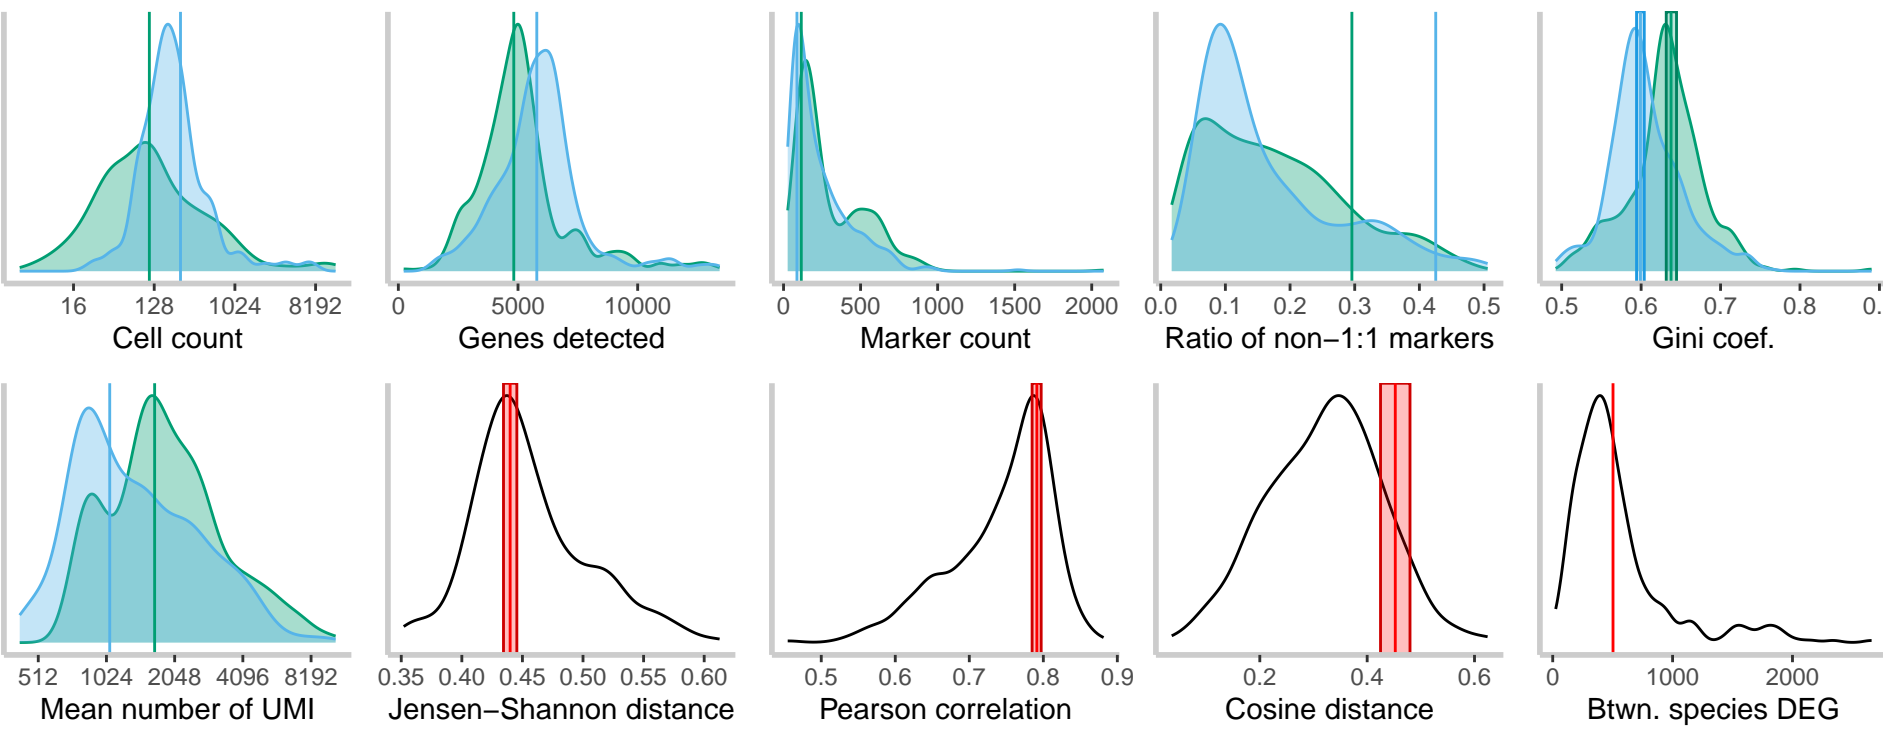 16 128 1024 8192
Cell count
0 5000 10000
Genes detected
0 500 1000 1500 2000
Marker count
0.0 0.1 0.2 0.3 0.4 0.5
Ratio of non−1:1 markers
0.5 0.6 0.7 0.8 0.
Gini coef.
512 1024 2048 4096 8192
Mean number of UMI
0.35 0.40 0.45 0.50 0.55 0.60
Jensen−Shannon distance
0.5 0.6 0.7 0.8 0.9
Pearson correlation
0.2 0.4 0.6
Cosine distance
0 1000 2000
Btwn. species DEG